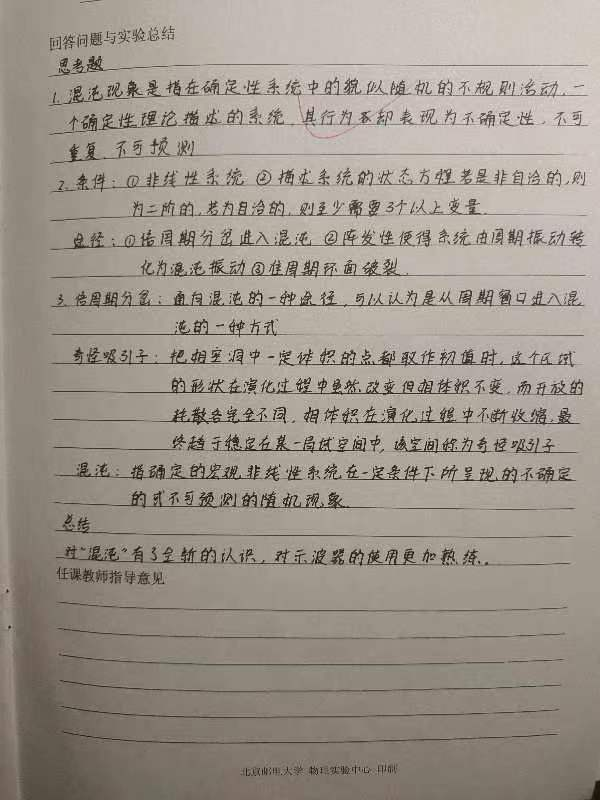 回答问题与实验总结
思考题
1. 混沌现象是指在确定性系统中的貌似随机的不规则运动,一
个确定性理论描述的系统,其行为却表现为不确定性,不可
重复、不可预测
2. 条件:①非线性系统 ②描述系统的状态方程若是非自治的,则
为二阶的,若为自治的,则至少需要3个以上变量.
途径:①倍周期分岔进入混沌 ②阵发性使得系统由周期振动转
化为混沌振动③准周期环面破裂.
3. 倍周期分岔:通向混沌的一种途径,可以认为是从周期窗口进入混
沌的一种方式
奇怪吸引子:把相空间中一定体积的点都取作初值时,这个区域
的形状在演化过程中虽然改变但相体积不变,而开放的
耗散各完全不同,相体积在演化过程中不断收缩,最
终趋于稳定在某一局域空间中,该空间称为奇怪吸引子
混沌:指确定的宏观非线性系统在一定条件下所呈现的不确定
的或不可预测的随机现象.
总结
对“混沌”有了全新的认识,对示波器的使用更加熟练。
任课教师指导意见
北京邮电大学 物理实验中心 印制